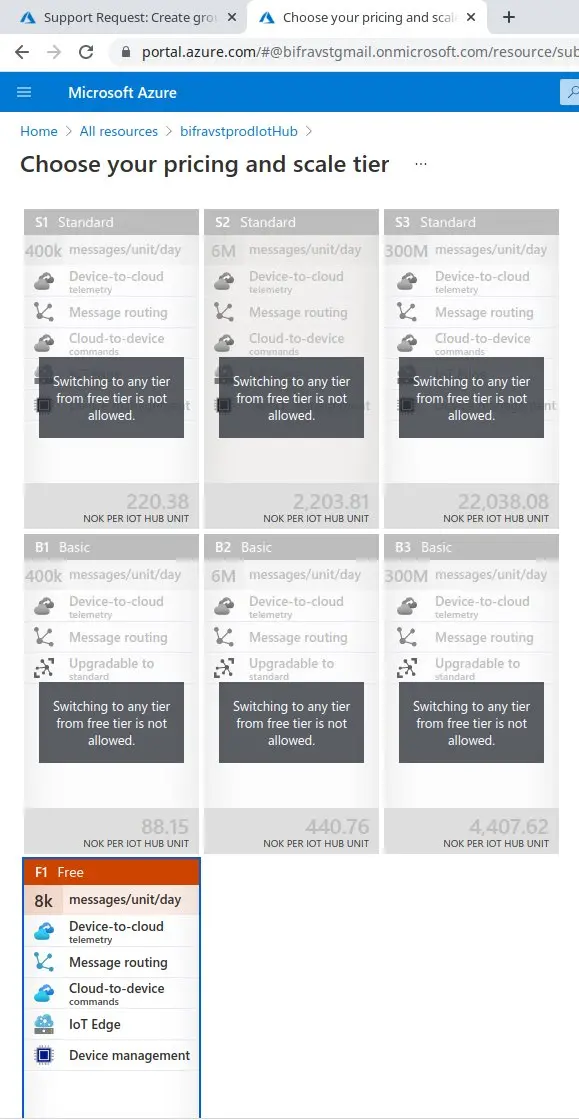 Support Request: Create grou
Choose your pricing and scal
portal.azure.com/#@bifravstgmail.onmicrosoft.com/resource/sub
Microsoft Azure
Home > All resources > bifravstprodIotHub >
Choose your pricing and scale tier ...
S1 Standard
400k messages/unit/day
Device-to-cloud
telemetry
Message routing
Cloud-to-device
commands
Switching to any tier
from free tier is not
allowed.
220.38
NOK PER IOT HUB UNIT
S2 Standard
6M messages/unit/day
Device-to-cloud
telemetry
Message routing
Cloud-to-device
commands
Switching to any tier
from free tier is not
allowed.
2,203.81
NOK PER IOT HUB UNIT
S3 Standard
300M messages/unit/day
Device-to-cloud
telemetry
Message routing
Cloud-to-device
commands
Switching to any tier
from free tier is not
allowed.
22,038.08
NOK PER IOT HUB UNIT
B1 Basic
400k messages/unit/day
Device-to-cloud
telemetry
Message routing
Upgradable to
standard
Switching to any tier
from free tier is not
allowed.
88.15
NOK PER IOT HUB UNIT
B2 Basic
6M messages/unit/day
Device-to-cloud
telemetry
Message routing
Upgradable to
standard
Switching to any tier
from free tier is not
allowed.
440.76
NOK PER IOT HUB UNIT
B3 Basic
300M messages/unit/day
Device-to-cloud
telemetry
Message routing
Upgradable to
standard
Switching to any tier
from free tier is not
allowed.
4,407.62
NOK PER IOT HUB UNIT
F1 Free
8k messages/unit/day
Device-to-cloud
telemetry
Message routing
Cloud-to-device
commands
IoT Edge
Device management